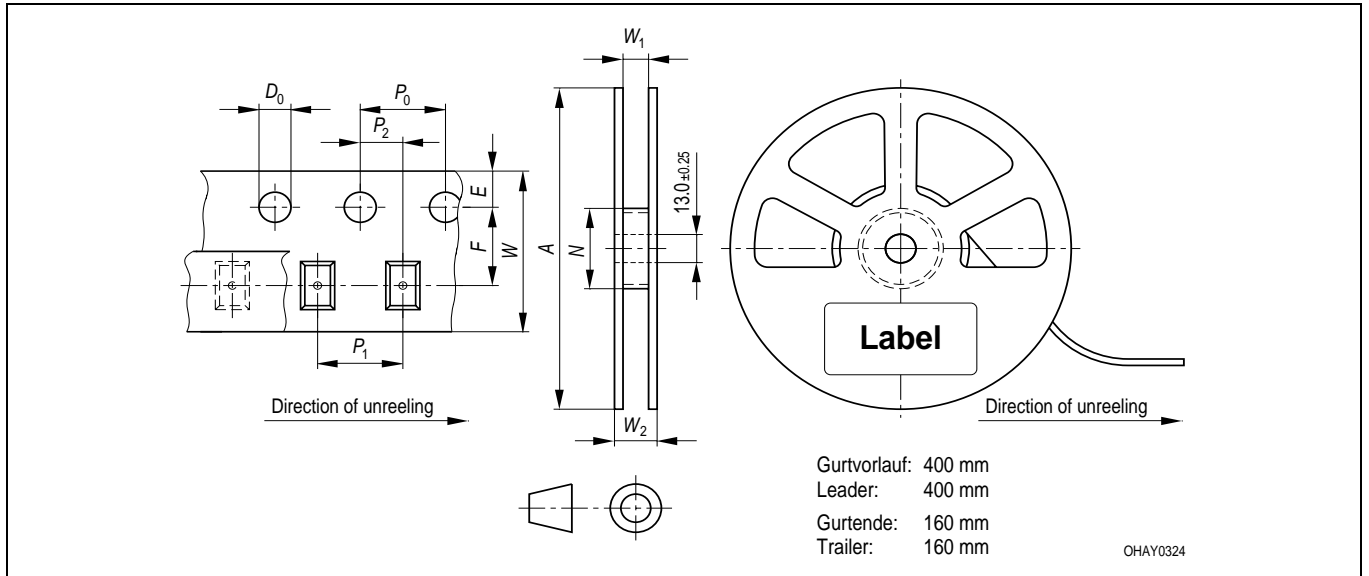 W1
D0
P0
P2
E
F
W
A
N
13.0 ±0.25
P1
W2
Label
Direction of unreeling
Direction of unreeling
Gurtvorlauf: 400 mm
Leader: 400 mm
Gurtende: 160 mm
Trailer: 160 mm
OHAY0324